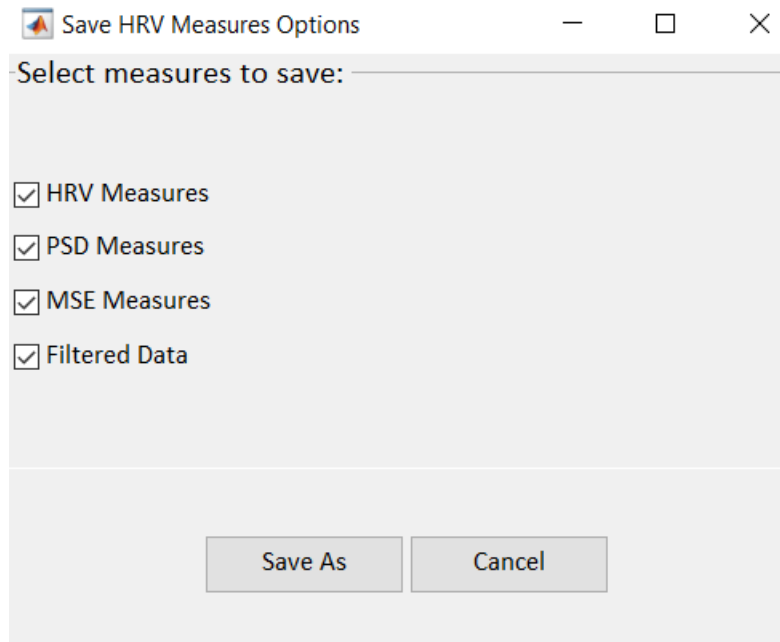 Save HRV Measures Options
Select measures to save:
HRV Measures
PSD Measures
MSE Measures
Filtered Data
Save As Cancel